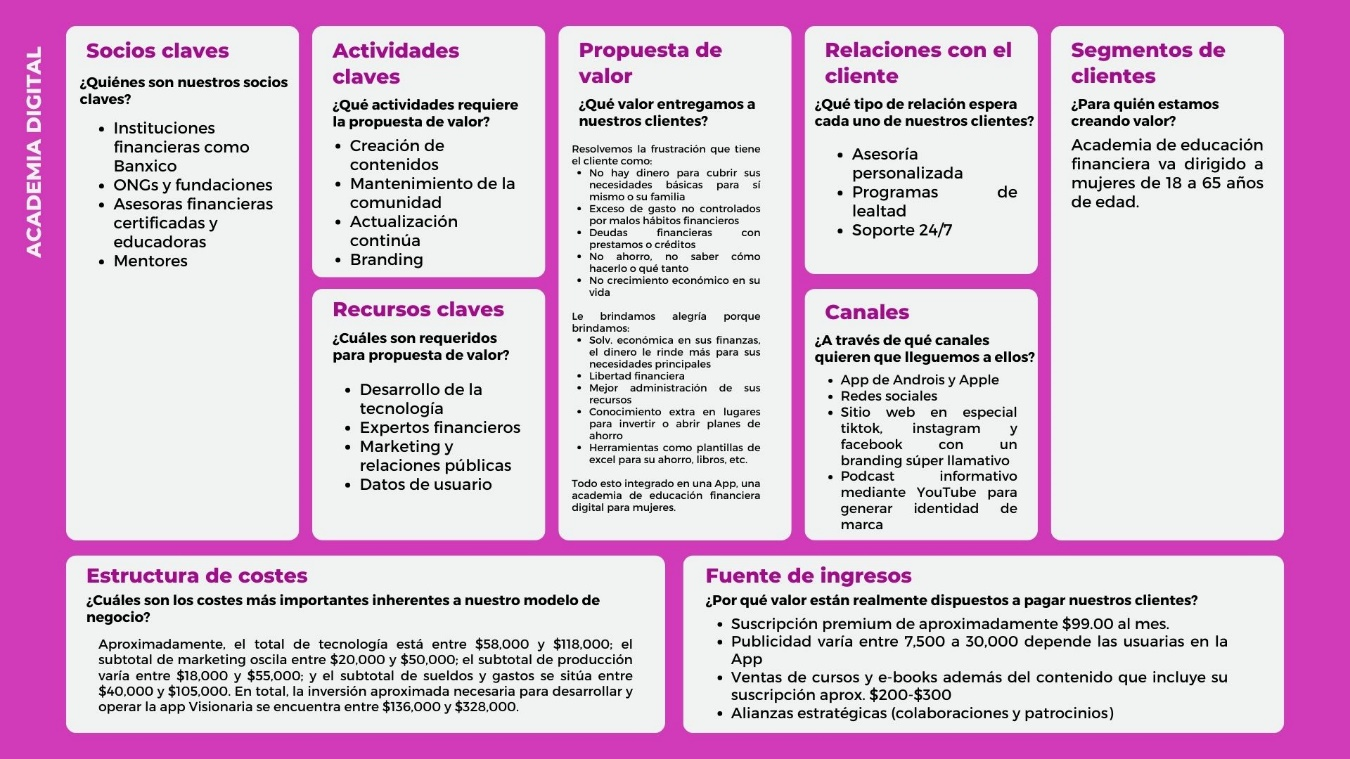 ACADEMIA DIGITAL
Socios claves
¿Quiénes son nuestros socios
claves?
• Instituciones
financieras como
Banxico
• ONGs y fundaciones
• Asesoras financieras
certificadas y
educadoras
• Mentores
Actividades
claves
¿Qué actividades requiere
la propuesta de valor?
• Creación de
contenidos
• Mantenimiento de la
comunidad
• Actualización
continúa
• Branding
Recursos claves
¿Cuáles son requeridos
para propuesta de valor?
• Desarrollo de la
tecnología
• Expertos financieros
• Marketing y
relaciones públicas
• Datos de usuario
Propuesta de
valor
¿Qué valor entregamos a
nuestros clientes?
Resolvemos la frustración que tiene
el cliente como:
• No hay dinero para cubrir sus
necesidades básicas para sí
mismo o su familia
• Exceso de gasto no controlados
por malos hábitos financieros
• Deudas financieras con
prestamos o créditos
• No ahorro, no saber cómo
hacerlo o qué tanto
• No crecimiento económico en su
vida
Le brindamos alegría porque
brindamos:
• Solv. económica en sus finanzas,
el dinero le rinde más para sus
necesidades principales
• Libertad financiera
• Mejor administración de sus
recursos
• Conocimiento extra en lugares
para invertir o abrir planes de
ahorro
• Herramientas como plantillas de
excel para su ahorro, libros, etc.
Todo esto integrado en una App, una
academia de educación financiera
digital para mujeres.
Relaciones con el
cliente
¿Qué tipo de relación espera
cada uno de nuestros clientes?
• Asesoría
personalizada
• Programas de
lealtad
• Soporte 24/7
Canales
¿A través de qué canales
quieren que lleguemos a ellos?
• App de Androis y Apple
• Redes sociales
• Sitio web en especial
tiktok, instagram y
facebook con un
branding súper llamativo
• Podcast informativo
mediante YouTube para
generar identidad de
marca
Segmentos de
clientes
¿Para quién estamos
creando valor?
Academia de educación
financiera va dirigido a
mujeres de 18 a 65 años
de edad.
Estructura de costes
¿Cuáles son los costes más importantes inherentes a nuestro modelo de
negocio?
Aproximadamente, el total de tecnología está entre $58,000 y $118,000; el
subtotal de marketing oscila entre $20,000 y $50,000; el subtotal de producción
varía entre $18,000 y $55,000; y el subtotal de sueldos y gastos se sitúa entre
$40,000 y $105,000. En total, la inversión aproximada necesaria para desarrollar y
operar la app Visionaria se encuentra entre $136,000 y $328,000.
Fuente de ingresos
¿Por qué valor están realmente dispuestos a pagar nuestros clientes?
• Suscripción premium de aproximadamente $99.00 al mes.
• Publicidad varía entre 7,500 a 30,000 depende las usuarias en la
App
• Ventas de cursos y e-books además del contenido que incluye su
suscripción aprox. $200-$300
• Alianzas estratégicas (colaboraciones y patrocinios)